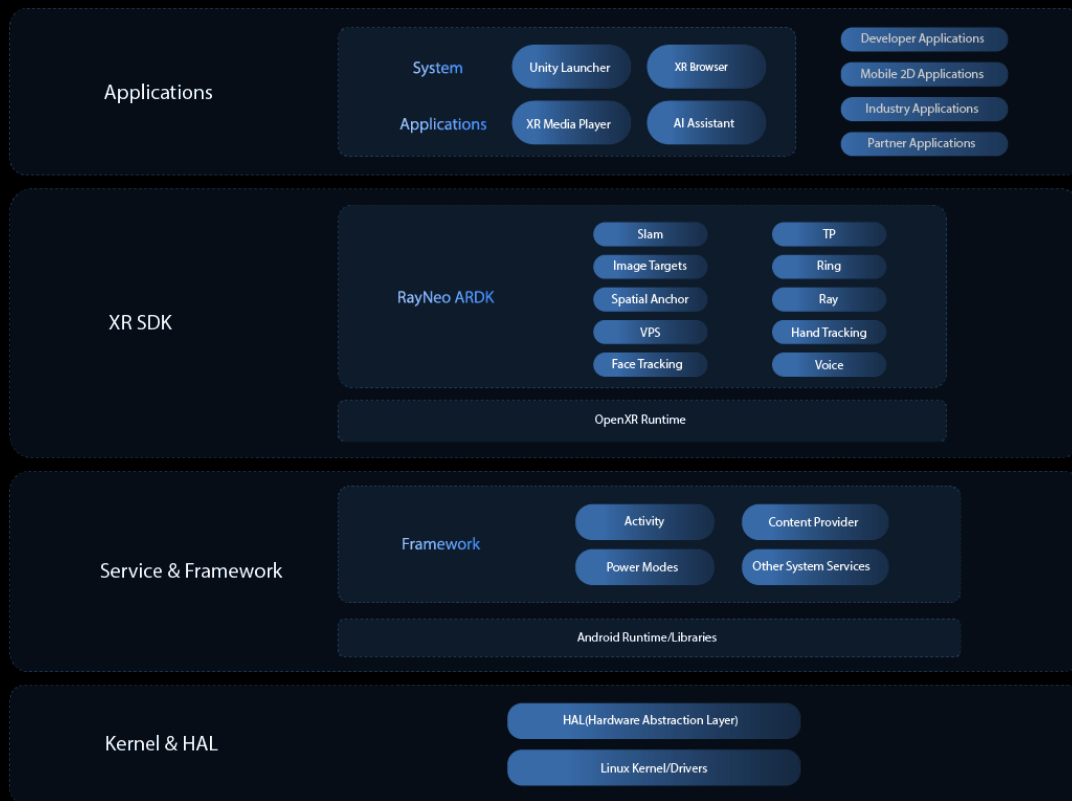 Applications
System
Applications
Unity Launcher
XR Browser
XR Media Player
AI Assistant
Developer Applications
Mobile 2D Applications
Industry Applications
Partner Applications
XR SDK
RayNeo ARDK
Slam
TP
Image Targets
Ring
Spatial Anchor
Ray
VPS
Hand Tracking
Face Tracking
Voice
OpenXR Runtime
Service & Framework
Framework
Activity
Content Provider
Power Modes
Other System Services
Android Runtime/Libraries
Kernel & HAL
HAL(Hardware Abstraction Layer)
Linux Kernel/Drivers